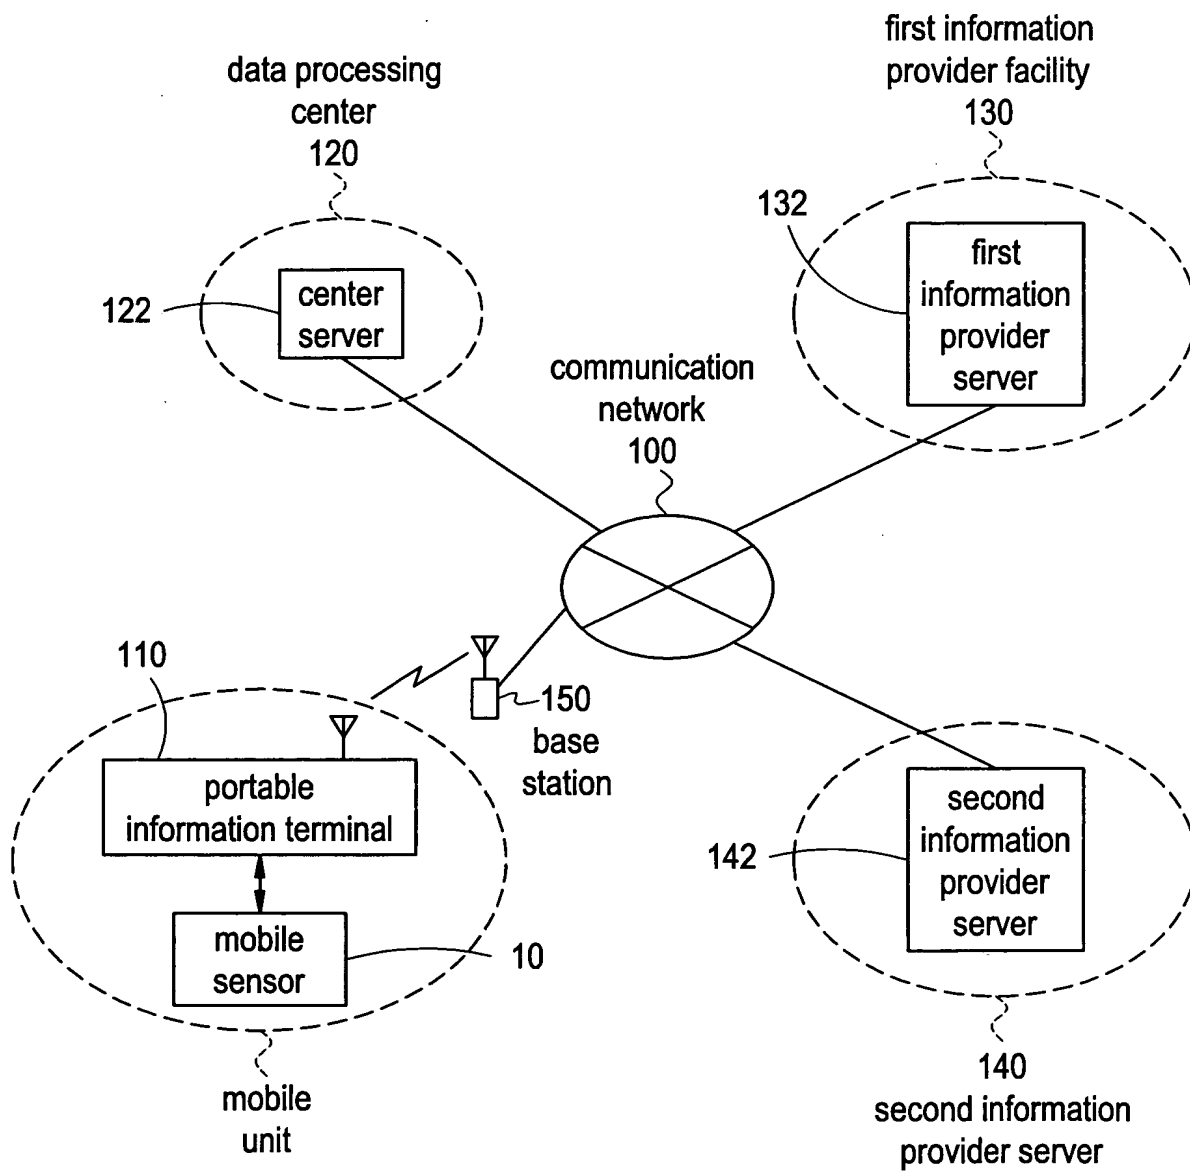 first information
provider facility
130
data processing
center
120
132
first
information
provider
server
122
center
server
communication
network
100
110
150
base
station
portable
information terminal
mobile
sensor
10
142
second
information
provider
server
mobile
unit
140
second information
provider server